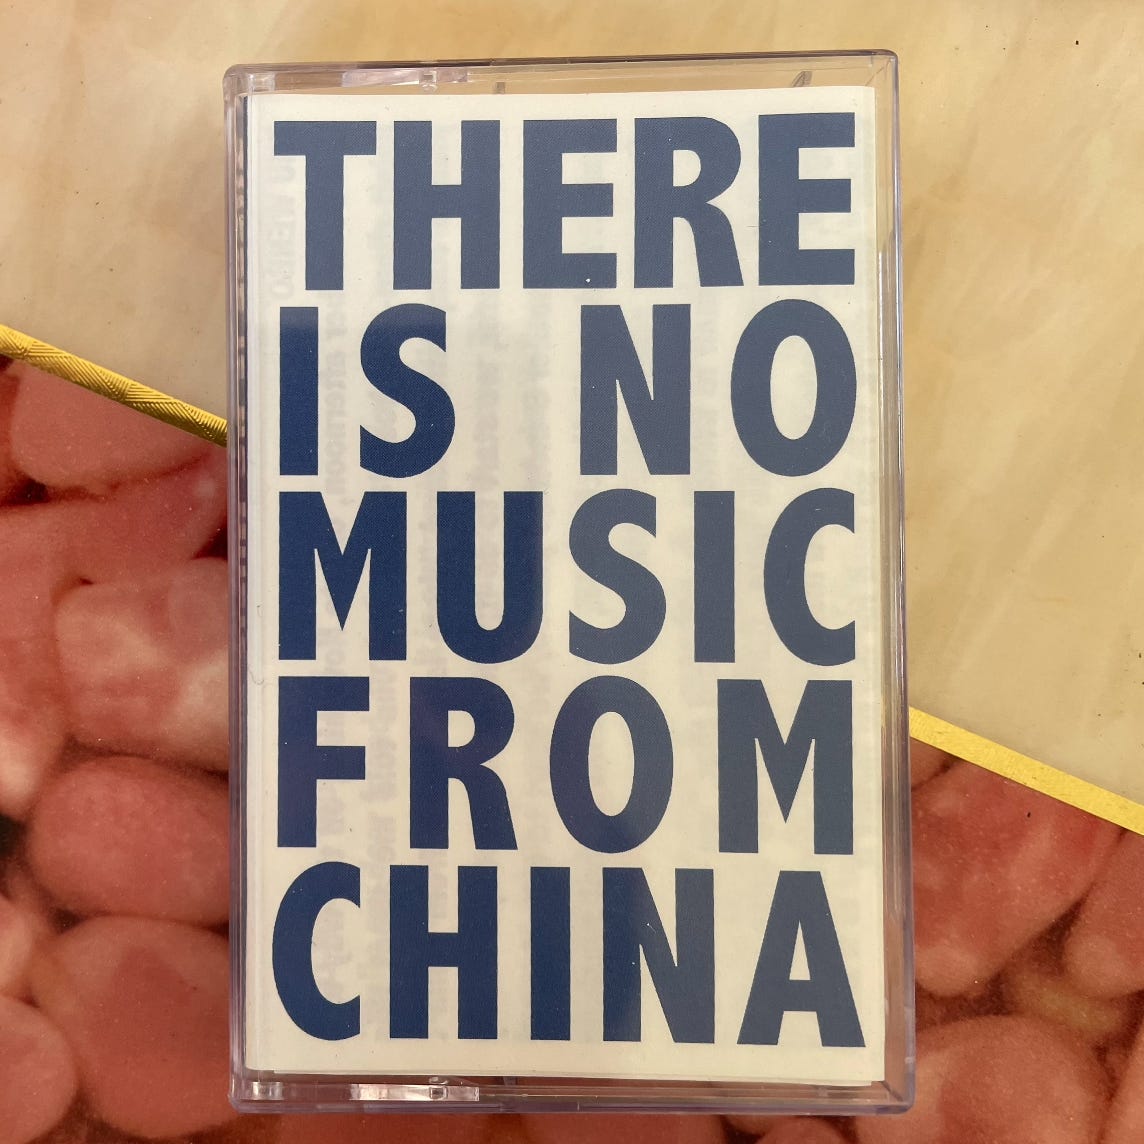 THERE
IS NO
MUSIC
FROM
CHINA